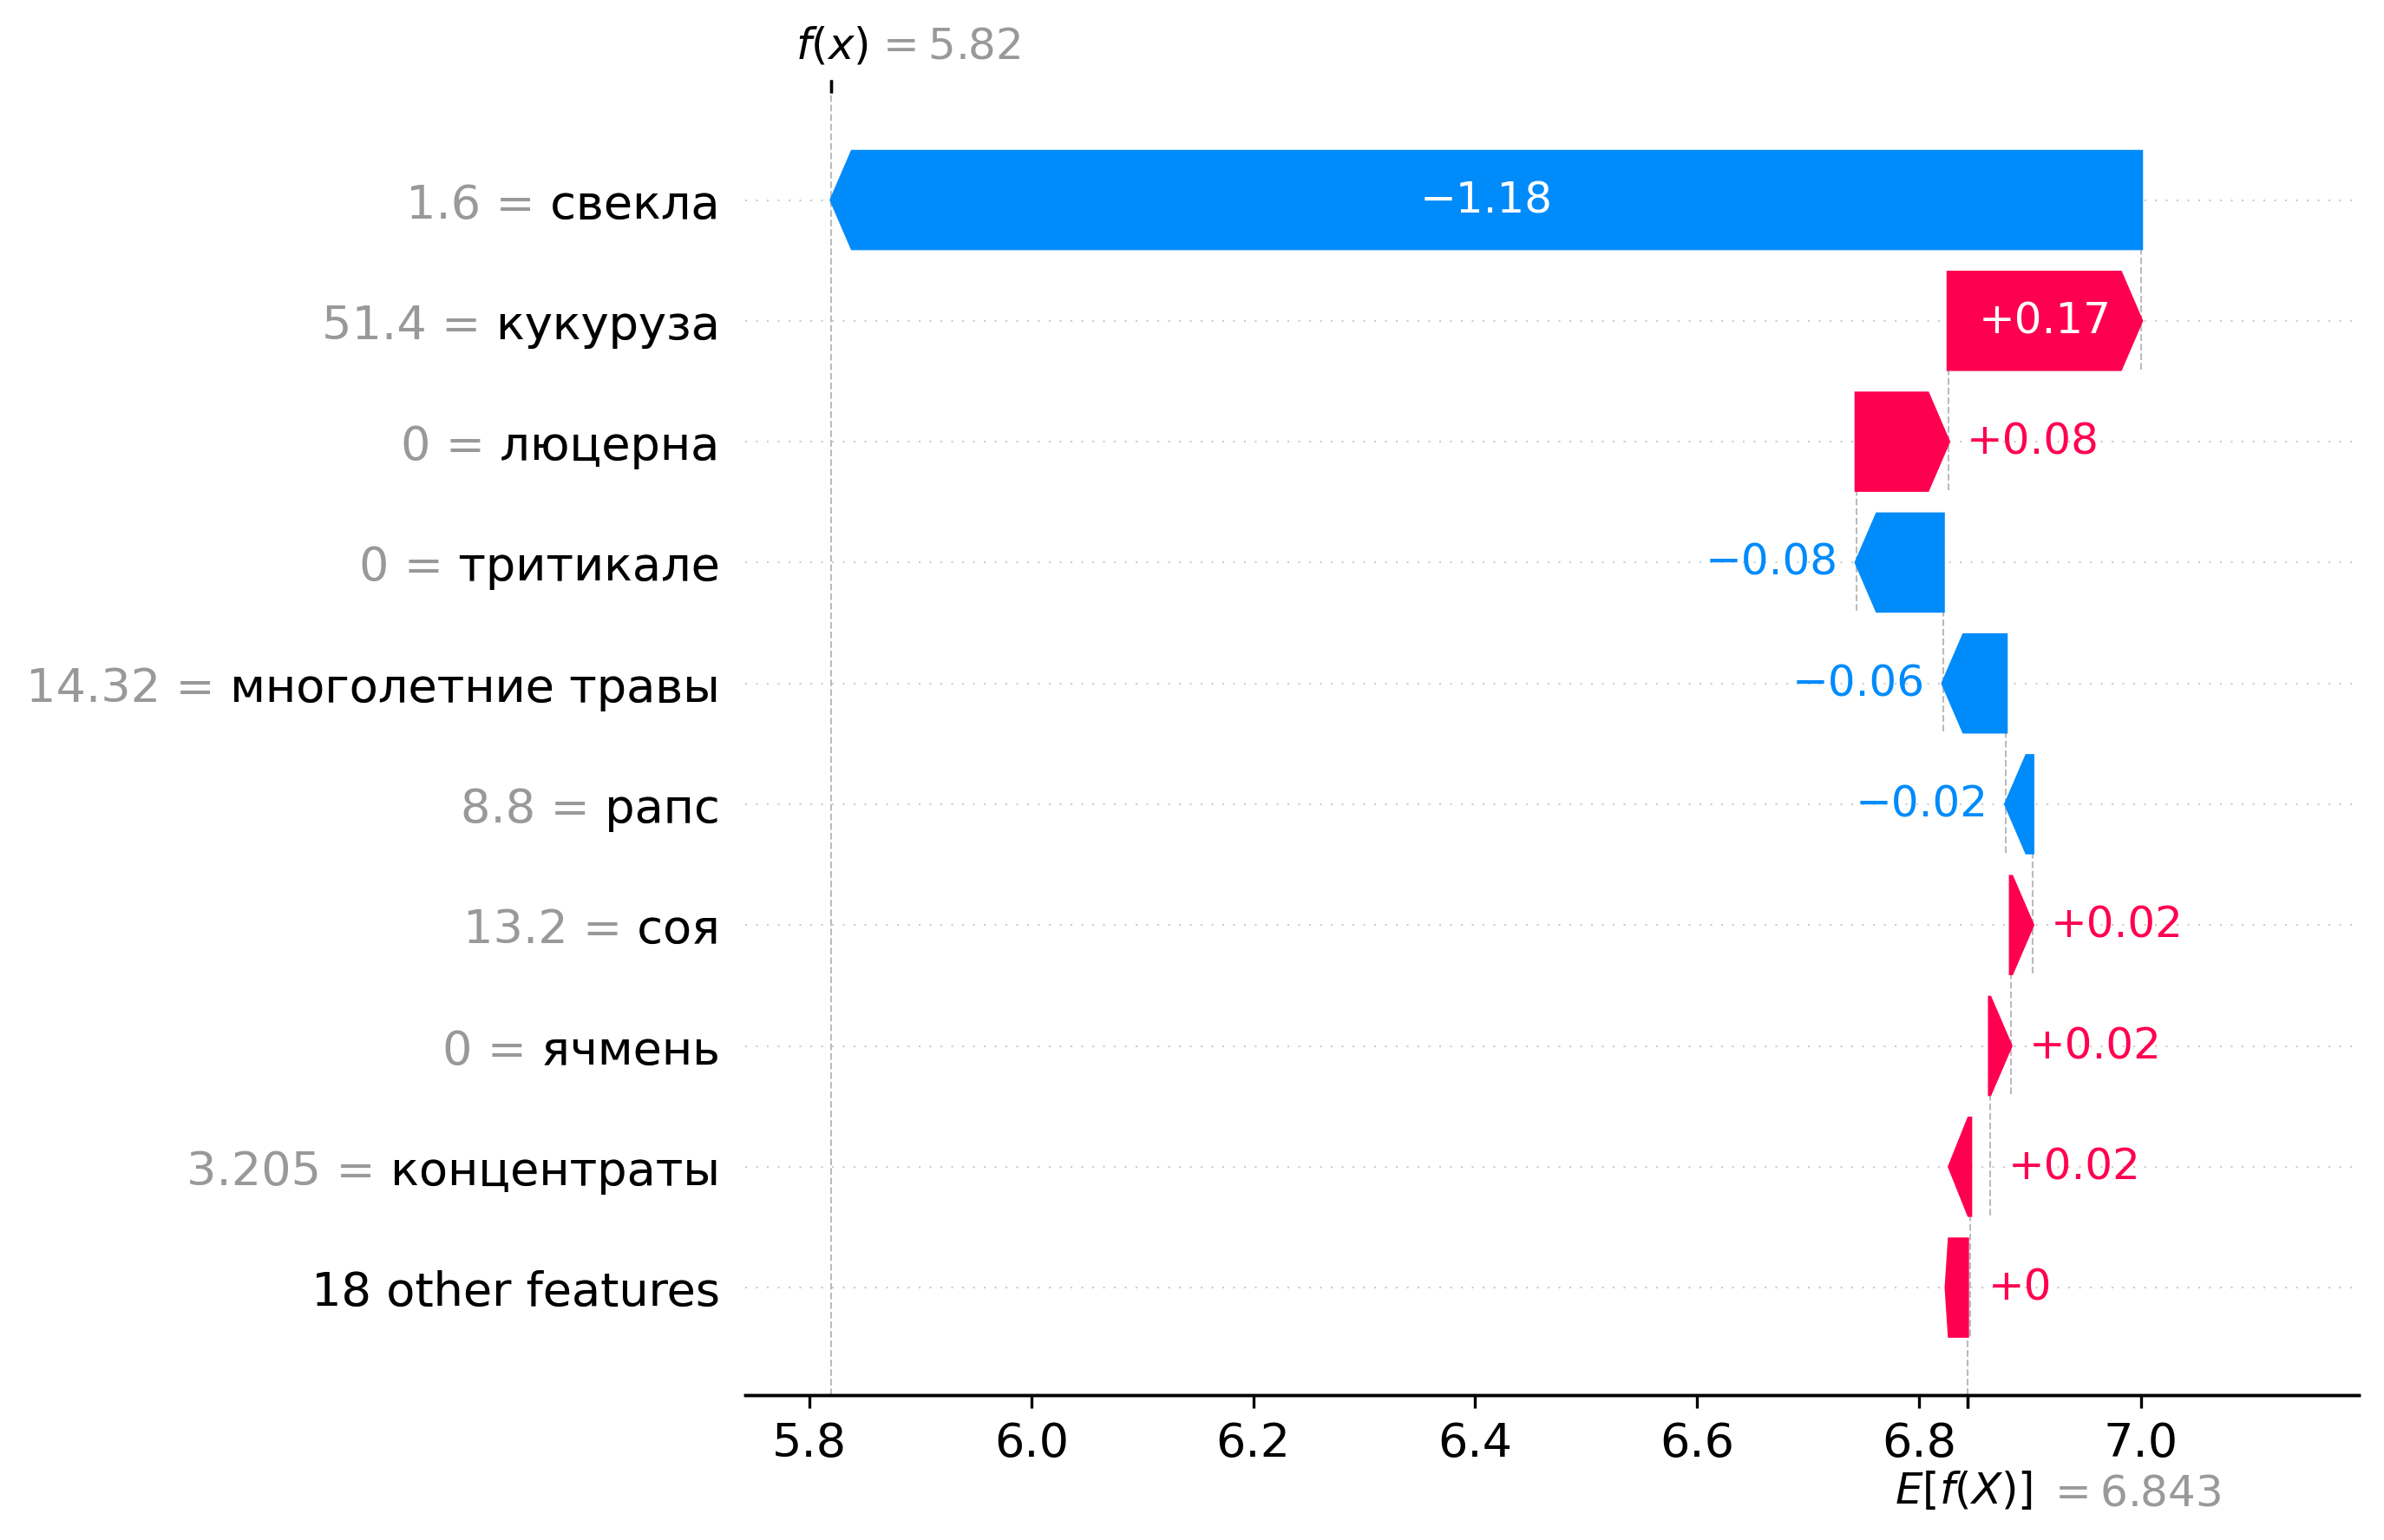 f(x) = 5.82
1.6 = свекла
−1.18
51.4 = кукуруза
+0.17
0 = люцерна
+0.08
0 = тритикале
−0.08
14.32 = многолетние травы
−0.06
8.8 = рапс
−0.02
13.2 = соя
+0.02
0 = ячмень
+0.02
3.205 = концентраты
+0.02
18 other features
+0
5.8 6.0 6.2 6.4 6.6 6.8 7.0
E[f(X)] = 6.843